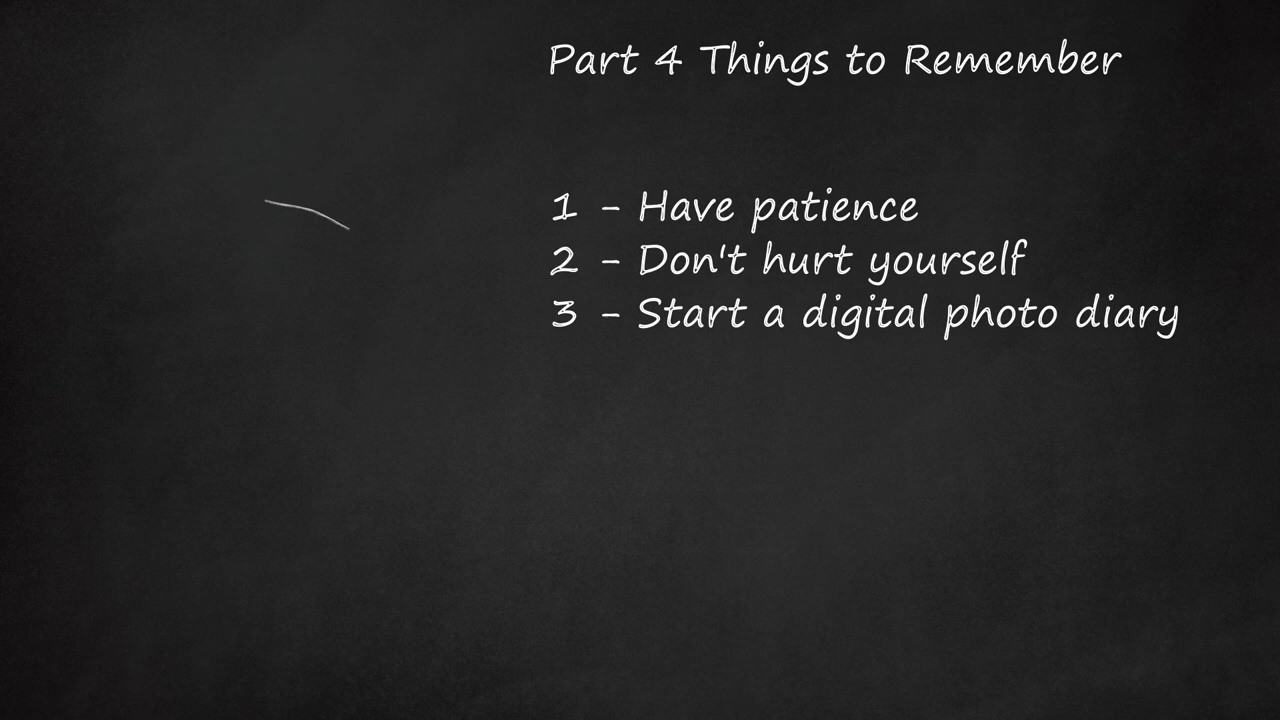 Part 4 Things to Remember
1 - Have patience
2 - Don't hurt yourself
3 - Start a digital photo diary